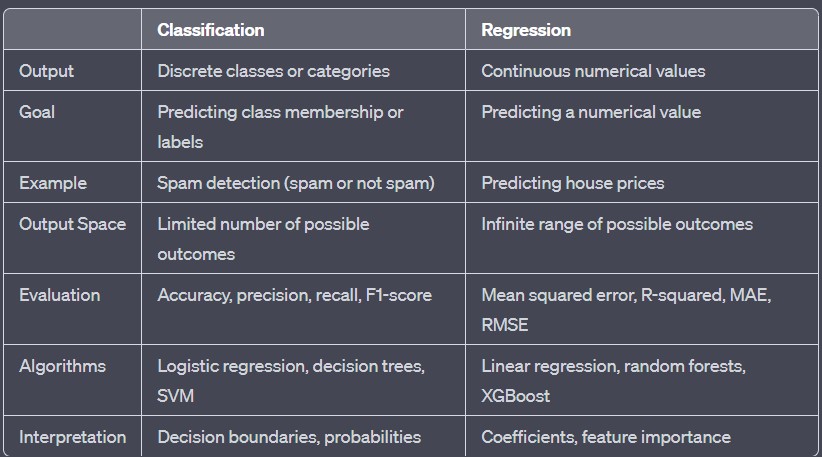 Classification Regression
Output Discrete classes or categories Continuous numerical values
Goal Predicting class membership or Predicting a numerical value
labels
Example Spam detection (spam or not spam) Predicting house prices
Output Space Limited number of possible Infinite range of possible outcomes
outcomes
Evaluation Accuracy, precision, recall, F1-score Mean squared error, R-squared, MAE,
RMSE
Algorithms Logistic regression, decision trees, Linear regression, random forests,
SVM XGBoost
Interpretation Decision boundaries, probabilities Coefficients, feature importance